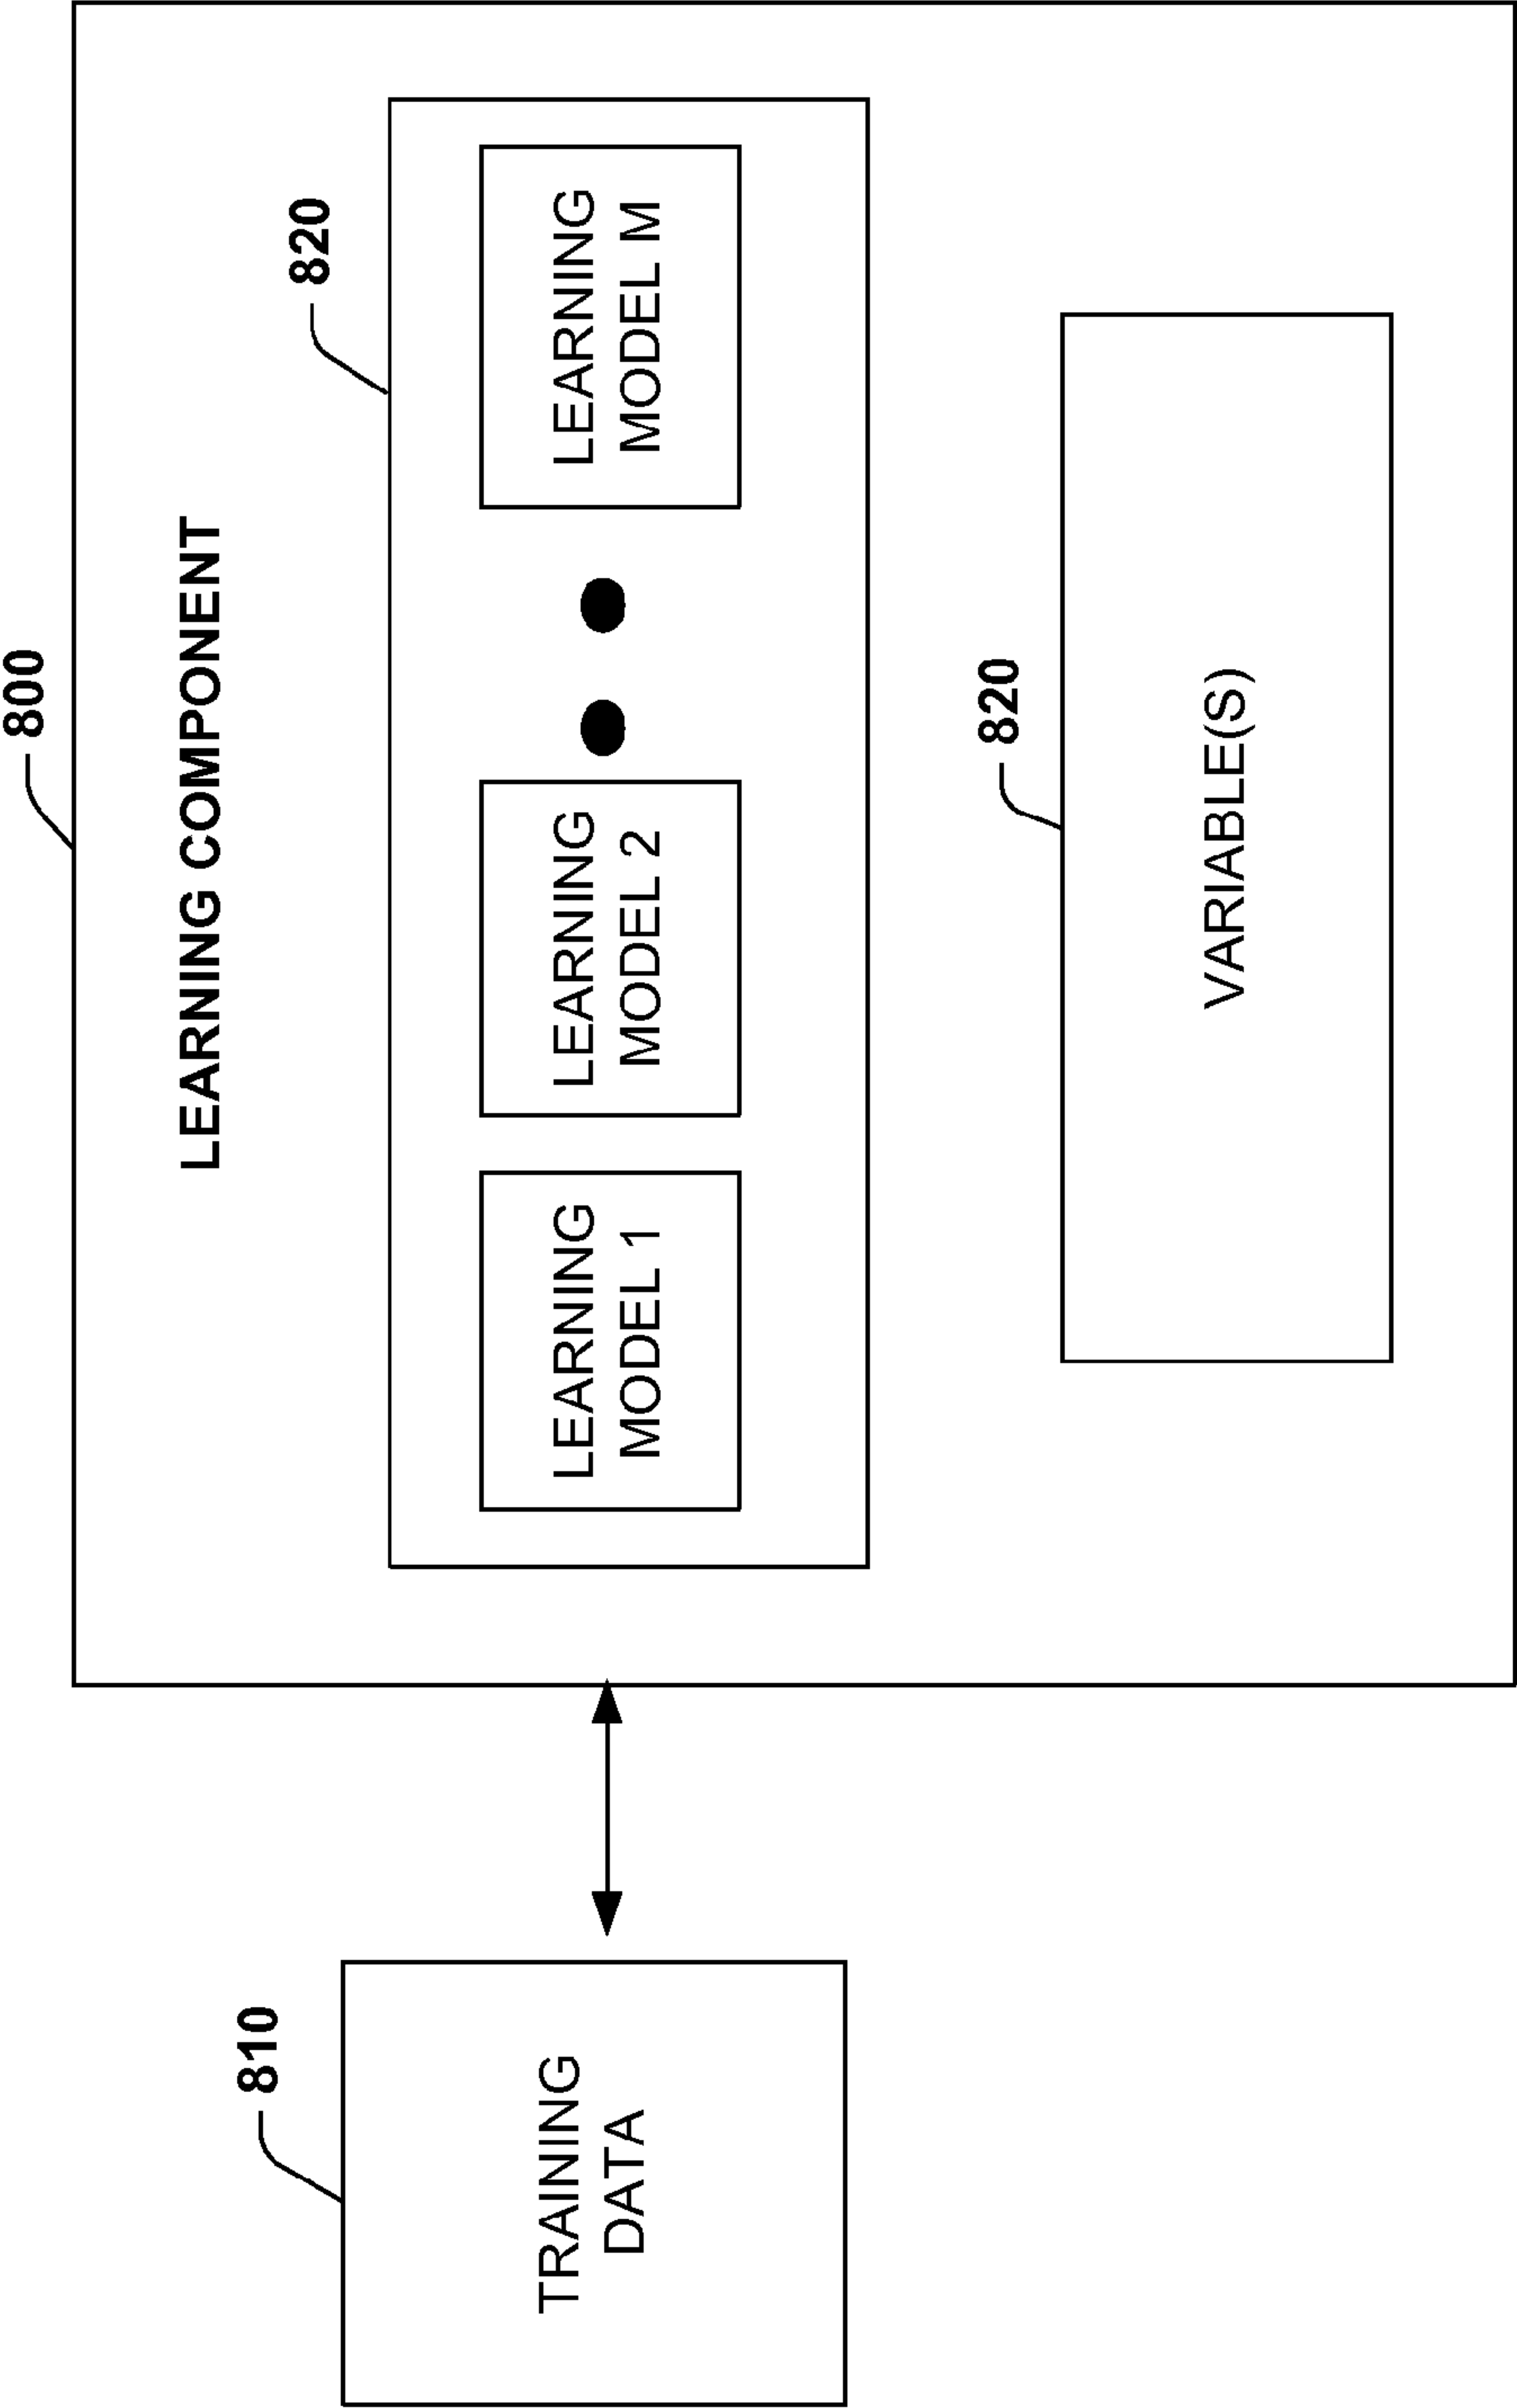 800
LEARNING COMPONENT
820
LEARNING
MODEL 1
LEARNING
MODEL 2
LEARNING
MODEL M
810
TRAINING
DATA
820
VARIABLE(S)